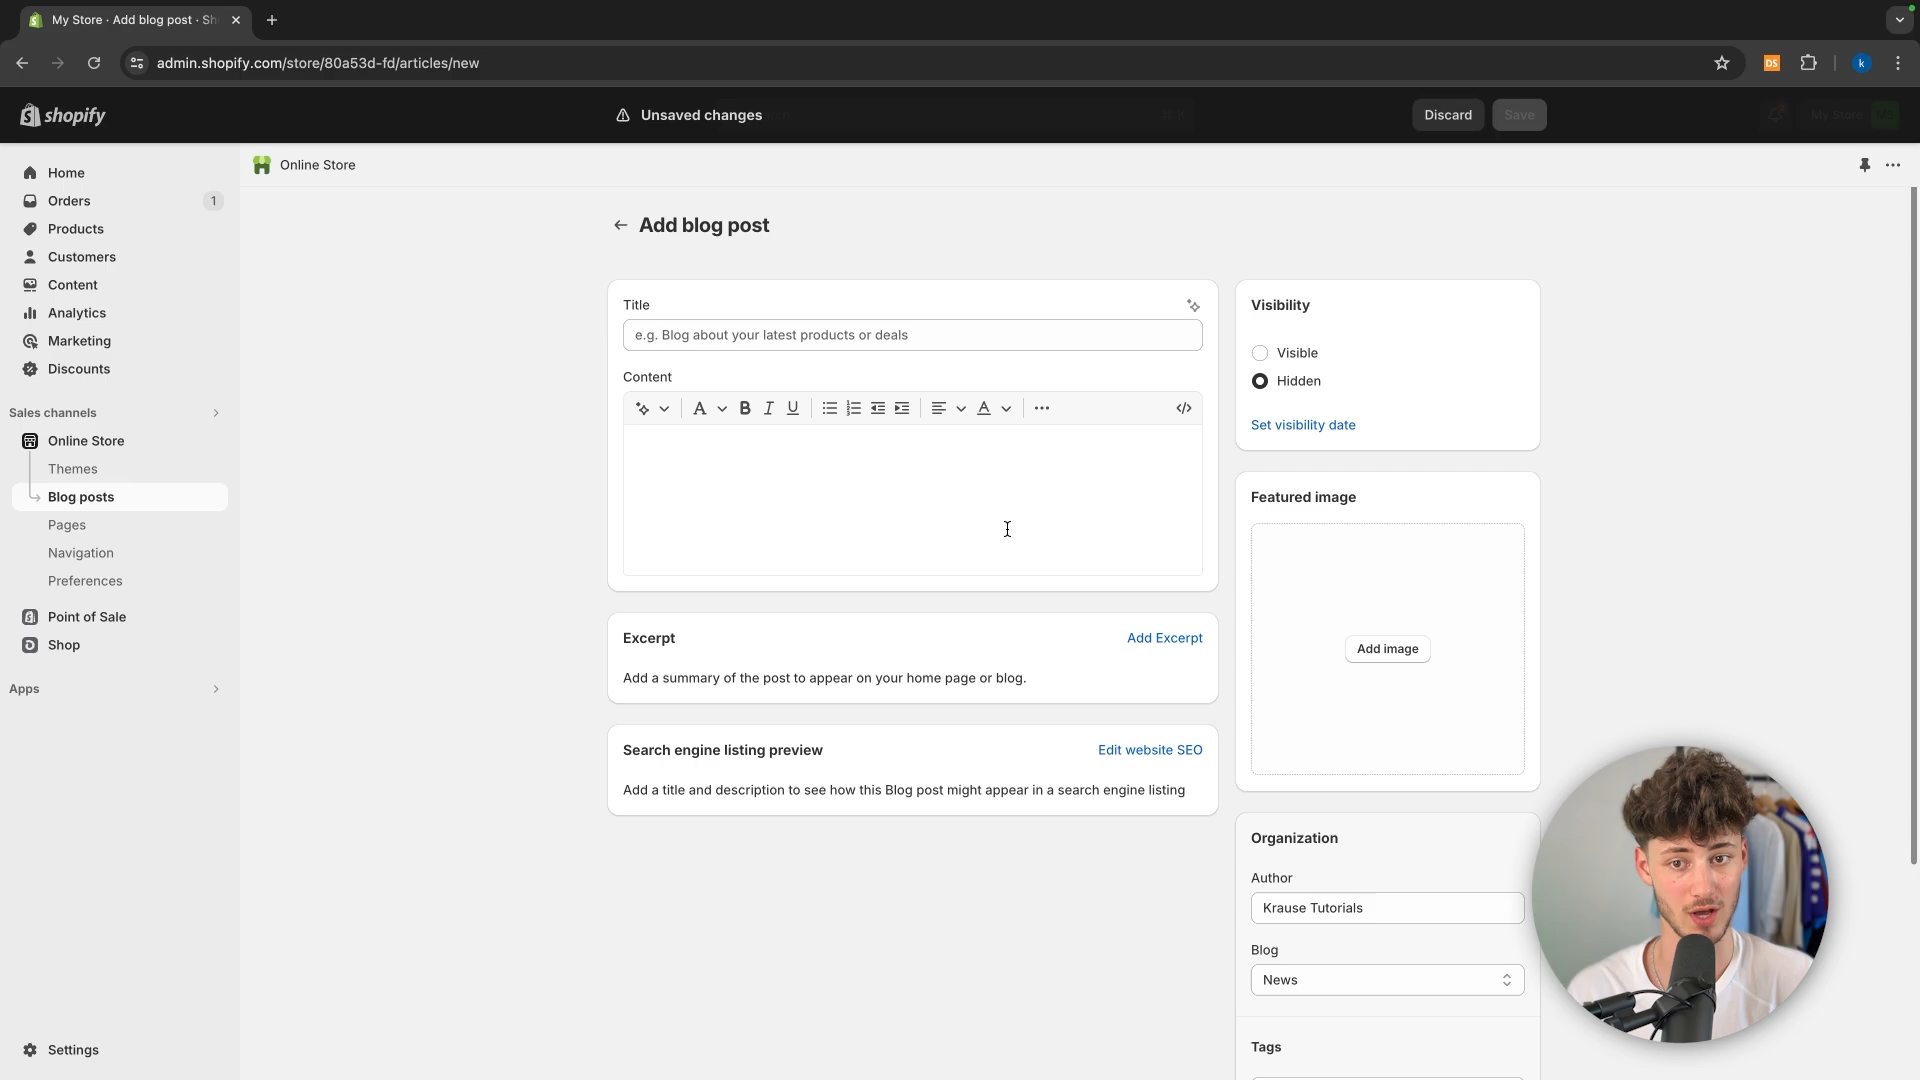 My Store · Add blog post · Sh
admin.shopify.com/store/80a53d-fd/articles/new
DS
k
shopify
Unsaved changes
Discard
Save
My Store
Home
Orders
1
Products
Customers
Content
Analytics
Marketing
Discounts
Sales channels
Online Store
Themes
Blog posts
Pages
Navigation
Preferences
Point of Sale
Shop
Apps
Settings
Online Store
Add blog post
Title
e.g. Blog about your latest products or deals
Content
Excerpt
Add Excerpt
Add a summary of the post to appear on your home page or blog.
Search engine listing preview
Edit website SEO
Add a title and description to see how this Blog post might appear in a search engine listing
Visibility
Visible
Hidden
Set visibility date
Featured image
Add image
Organization
Author
Krause Tutorials
Blog
News
Tags